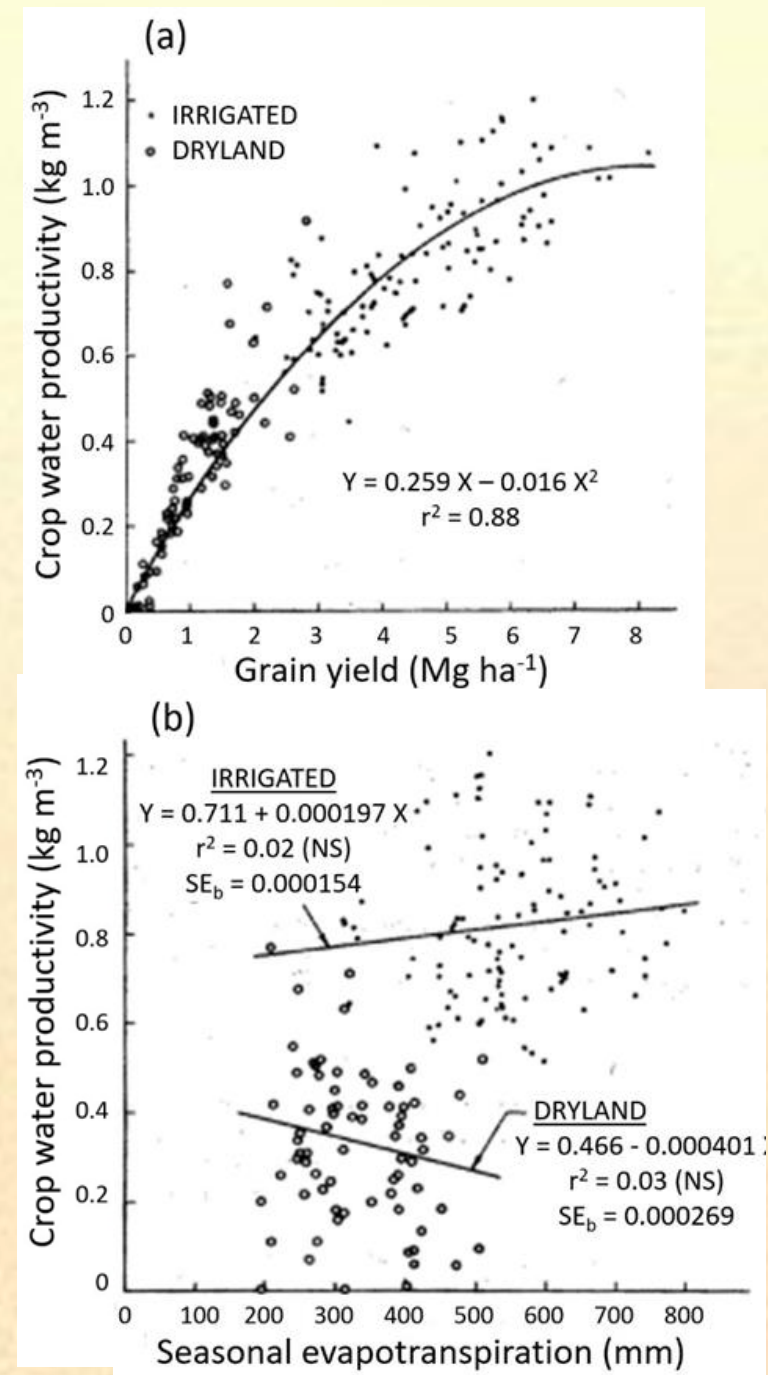 (a)
Crop water productivity (kg m⁻³)
1.2
1.0
0.8
0.6
0.4
0.2
0
IRRIGATED
DRYLAND
Y = 0.259 X – 0.016 X²
r² = 0.88
0 1 2 3 4 5 6 7 8
Grain yield (Mg ha⁻¹)
(b)
Crop water productivity (kg m⁻³)
1.2
1.0
0.8
0.6
0.4
0.2
0
IRRIGATED
Y = 0.711 + 0.000197 X
r² = 0.02 (NS)
SEb = 0.000154
DRYLAND
Y = 0.466 - 0.000401
r² = 0.03 (NS)
SEb = 0.000269
0 100 200 300 400 500 600 700 800
Seasonal evapotranspiration (mm)